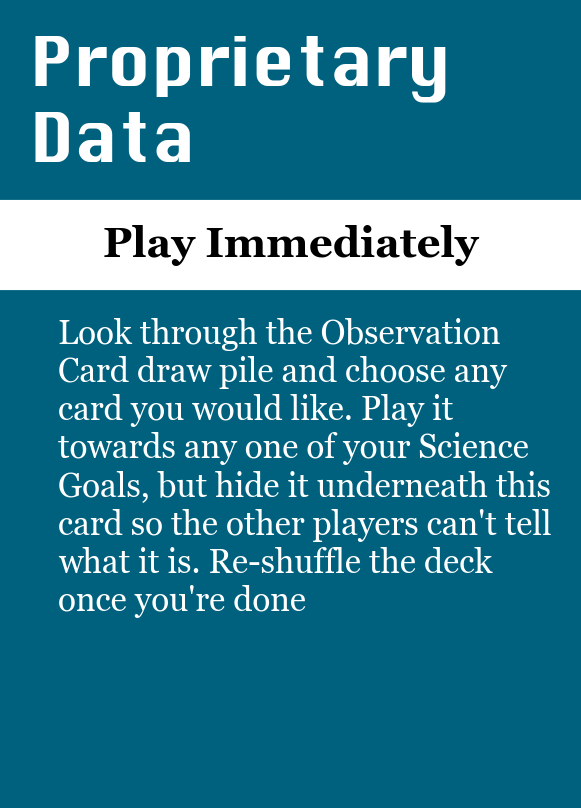 Proprietary
Data
Play Immediately
Look through the Observation
Card draw pile and choose any
card you would like. Play it
towards any one of your Science
Goals, but hide it underneath this
card so the other players can't tell
what it is. Re-shuffle the deck
once you're done